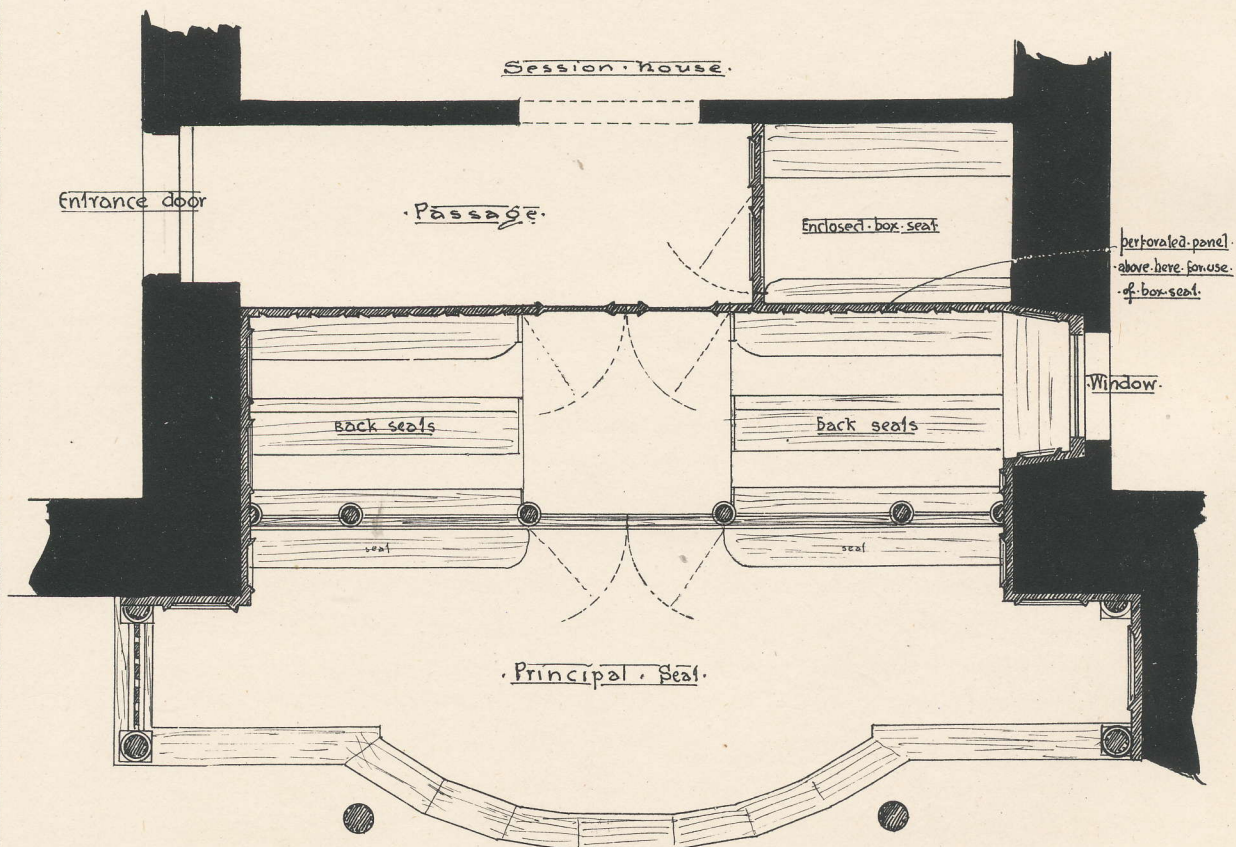 Session · house ·
Entrance door
· Passage ·
Enclosed · box · seat
perforated · panel ·
· above · here · for · use ·
· of · box · seat ·
· Window ·
Back seats
back seats
seat
seat
· Principal · Seat ·